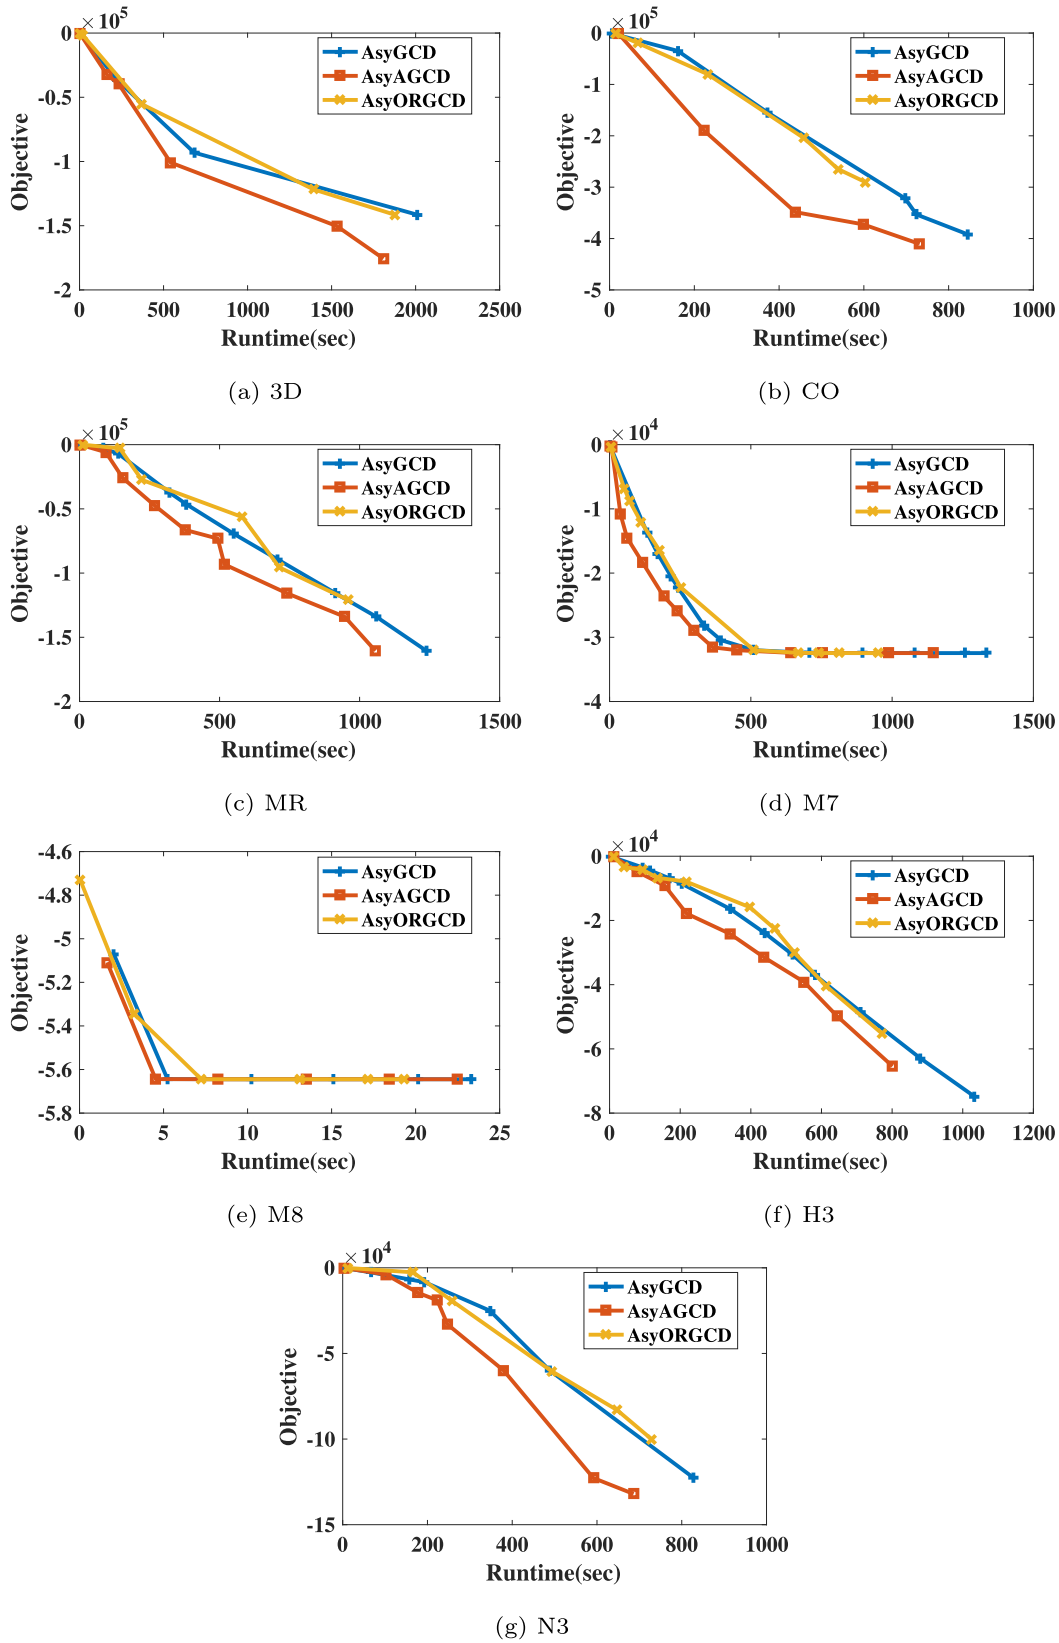 × 10^5
0
-0.5
-1
-1.5
-2
Objective
AsyGCD
AsyAGCD
AsyORGCD
0 500 1000 1500 2000 2500
Runtime(sec)
(a) 3D
× 10^5
0
-1
-2
-3
-4
-5
Objective
AsyGCD
AsyAGCD
AsyORGCD
0 200 400 600 800 1000
Runtime(sec)
(b) CO
× 10^5
0
-0.5
-1
-1.5
-2
Objective
AsyGCD
AsyAGCD
AsyORGCD
0 500 1000 1500
Runtime(sec)
(c) MR
× 10^4
0
-1
-2
-3
-4
Objective
AsyGCD
AsyAGCD
AsyORGCD
0 500 1000 1500
Runtime(sec)
(d) M7
-4.6
-4.8
-5
-5.2
-5.4
-5.6
-5.8
Objective
AsyGCD
AsyAGCD
AsyORGCD
0 5 10 15 20 25
Runtime(sec)
(e) M8
× 10^4
0
-2
-4
-6
-8
Objective
AsyGCD
AsyAGCD
AsyORGCD
0 200 400 600 800 1000 1200
Runtime(sec)
(f) H3
× 10^4
0
-5
-10
-15
Objective
AsyGCD
AsyAGCD
AsyORGCD
0 200 400 600 800 1000
Runtime(sec)
(g) N3